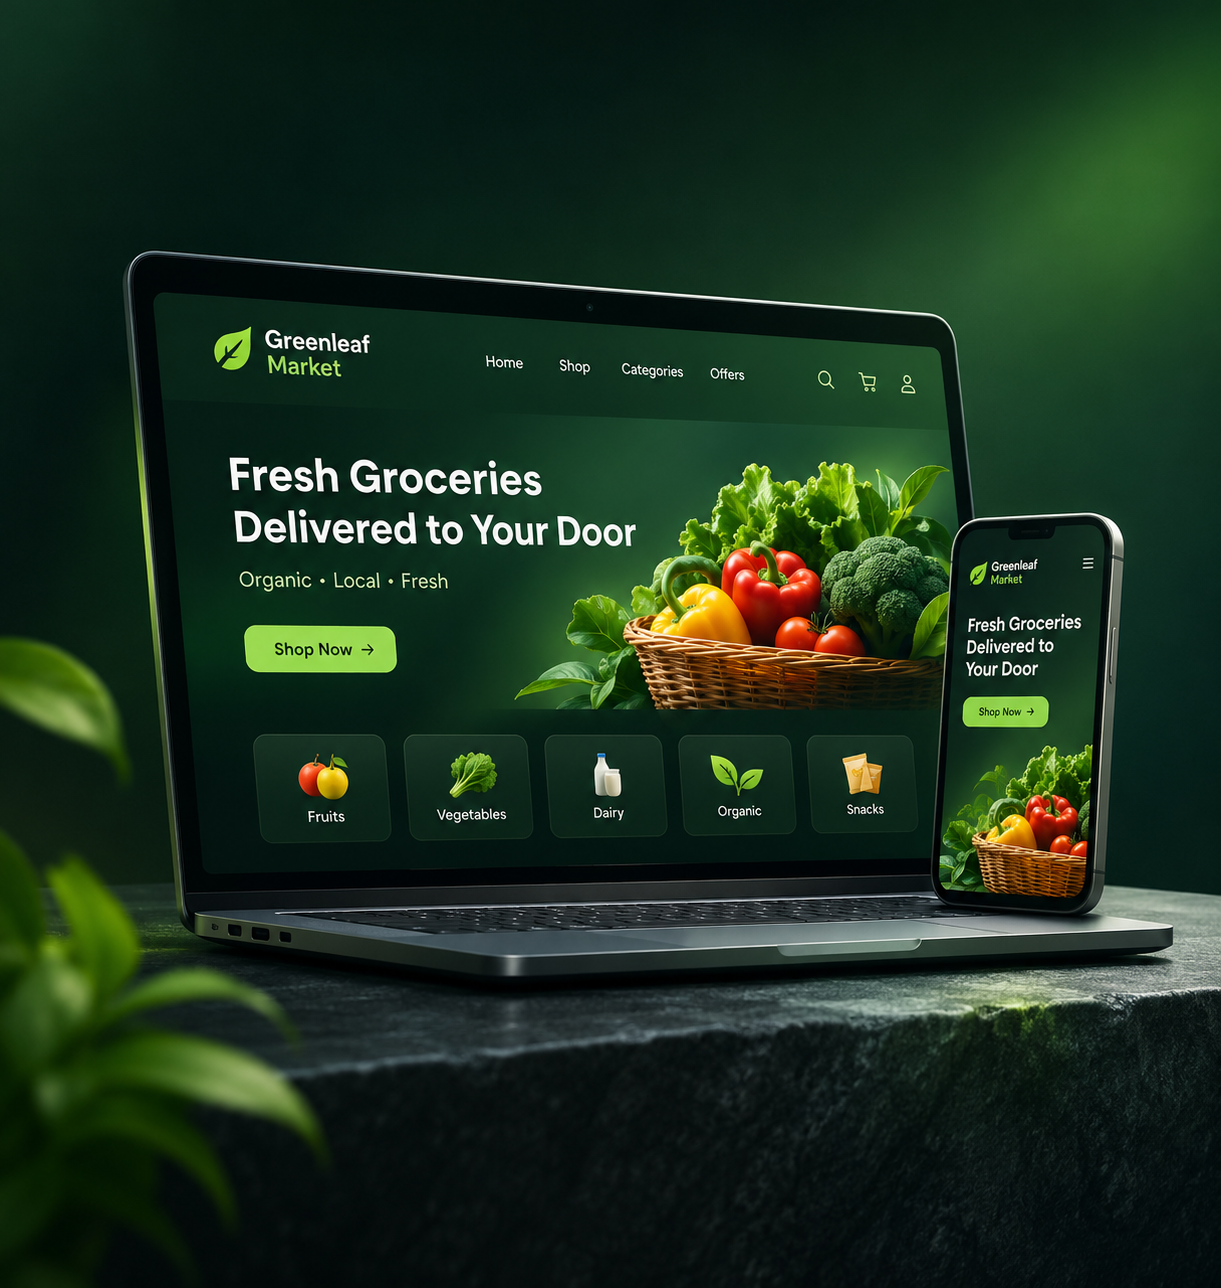 Greenleaf
Market
Home
Shop
Categories
Offers
Fresh Groceries
Delivered to Your Door
Organic • Local • Fresh
Shop Now →
Fruits
Vegetables
Dairy
Organic
Snacks
Greenleaf
Market
Fresh Groceries
Delivered to
Your Door
Shop Now →